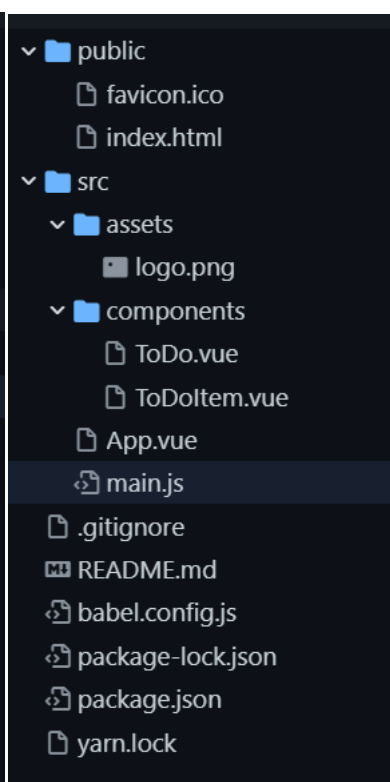 public
favicon.ico
index.html
src
assets
logo.png
components
ToDo.vue
ToDoItem.vue
App.vue
main.js
.gitignore
README.md
babel.config.js
package-lock.json
package.json
yarn.lock